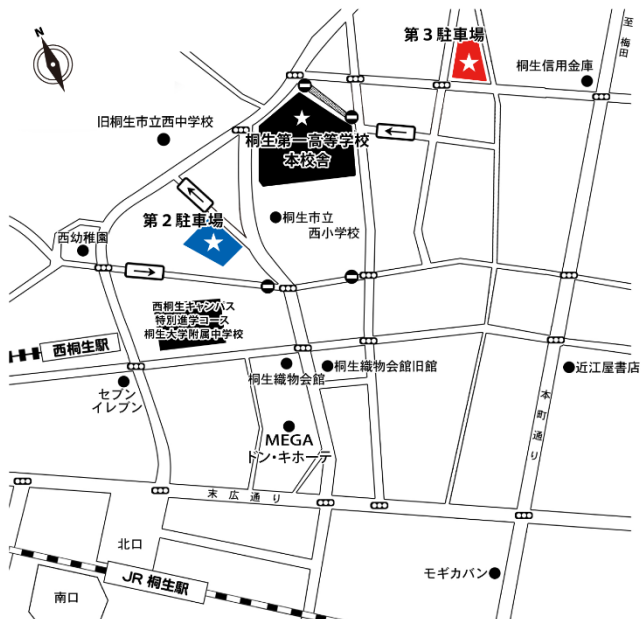 N
至 梅田
第３駐車場
桐生信用金庫
旧桐生市立西中学校
桐生第一高等学校
本校舎
第２駐車場
桐生市立
西小学校
西幼稚園
西桐生キャンパス
特別進学コース
桐生大学附属中学校
西桐生駅
桐生織物会館
桐生織物会館旧館
近江屋書店
セブン
イレブン
本町通り
MEGA
ドン・キホーテ
末広通り
北口
JR 桐生駅
モギカバン
南口